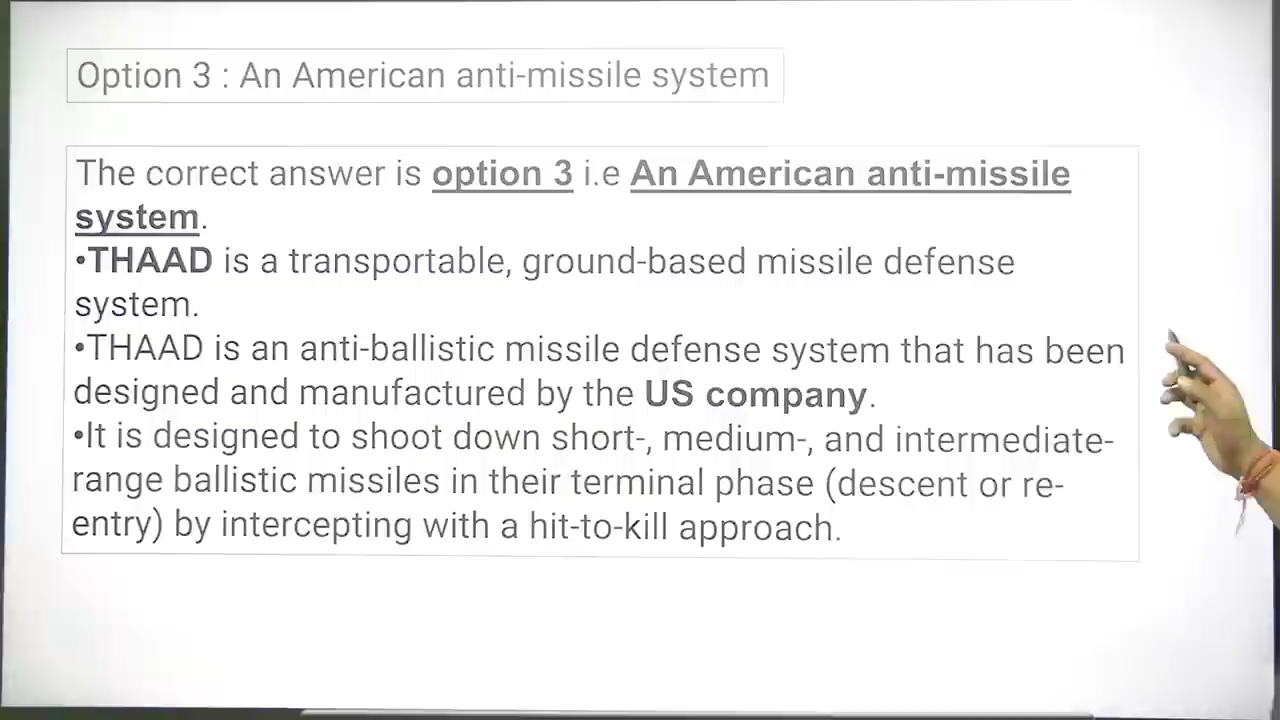 Option 3 : An American anti-missile system
The correct answer is option 3 i.e An American anti-missile
system.
•THAAD is a transportable, ground-based missile defense
system.
•THAAD is an anti-ballistic missile defense system that has been
designed and manufactured by the US company.
•It is designed to shoot down short-, medium-, and intermediate-
range ballistic missiles in their terminal phase (descent or re-
entry) by intercepting with a hit-to-kill approach.